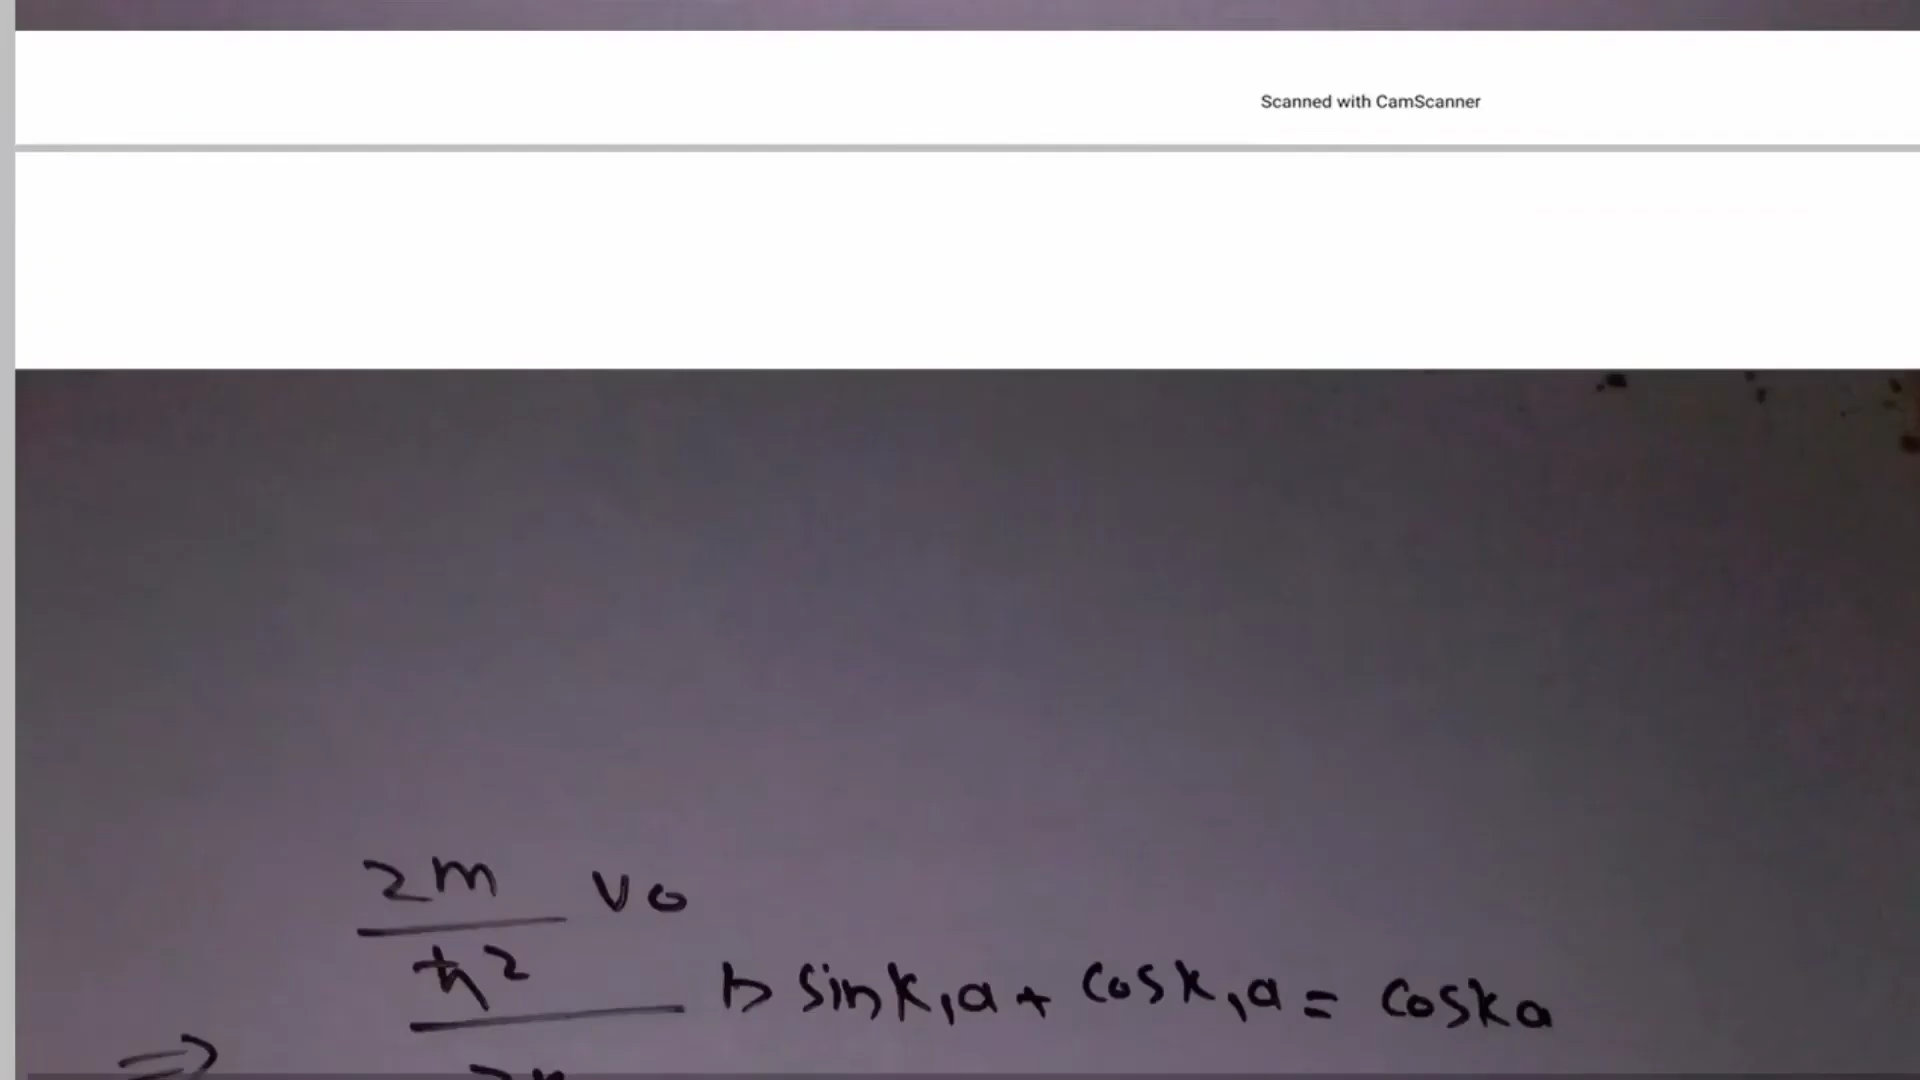 Scanned with CamScanner
2m V0
ħ2
b sin k1a + cos k1a = cos ka
⇒